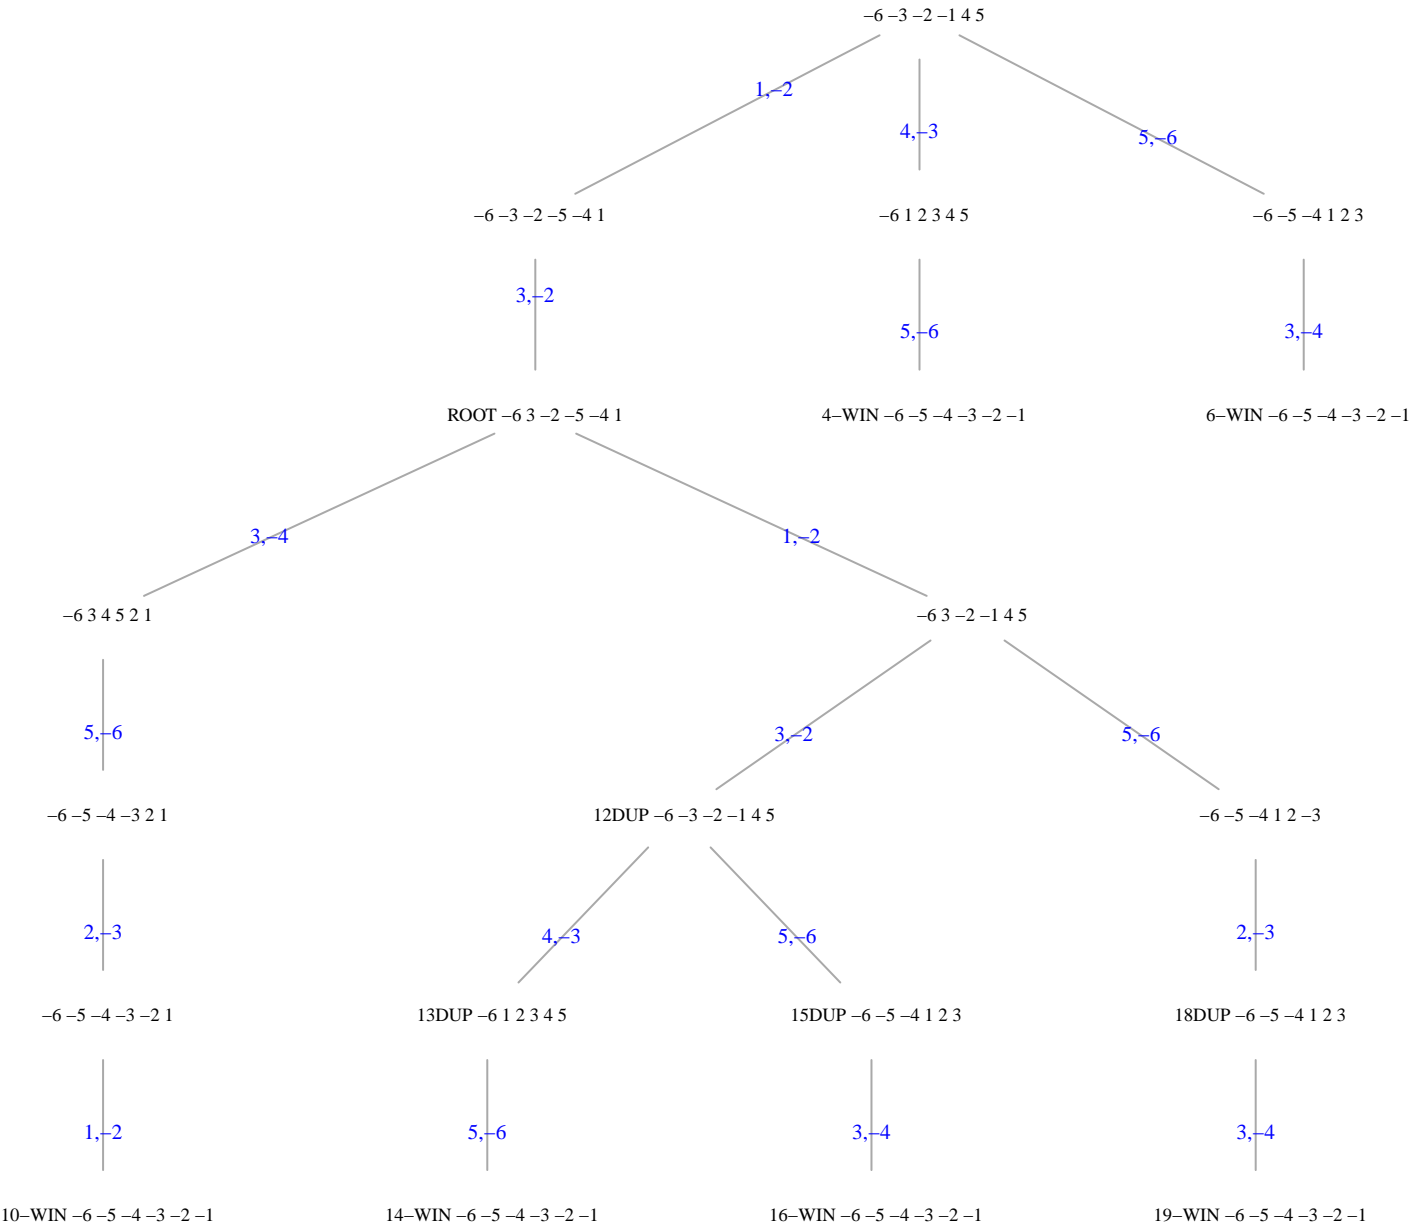 –6 –3 –2 –1 4 5
1,–2
4,–3
5,–6
–6 –3 –2 –5 –4 1
–6 1 2 3 4 5
–6 –5 –4 1 2 3
3,–2
5,–6
3,–4
ROOT –6 3 –2 –5 –4 1
4–WIN –6 –5 –4 –3 –2 –1
6–WIN –6 –5 –4 –3 –2 –1
3,–4
1,–2
–6 3 4 5 2 1
–6 3 –2 –1 4 5
5,–6
3,–2
5,–6
–6 –5 –4 –3 2 1
12DUP –6 –3 –2 –1 4 5
–6 –5 –4 1 2 –3
2,–3
4,–3
5,–6
2,–3
–6 –5 –4 –3 –2 1
13DUP –6 1 2 3 4 5
15DUP –6 –5 –4 1 2 3
18DUP –6 –5 –4 1 2 3
1,–2
5,–6
3,–4
3,–4
10–WIN –6 –5 –4 –3 –2 –1
14–WIN –6 –5 –4 –3 –2 –1
16–WIN –6 –5 –4 –3 –2 –1
19–WIN –6 –5 –4 –3 –2 –1